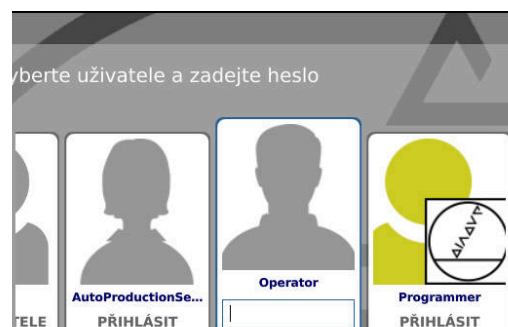 yberte uživatele a zadejte heslo
Operator
AutoProductionSe...
Programmer
TELE
PŘIHLÁSIT
PŘIHLÁSIT